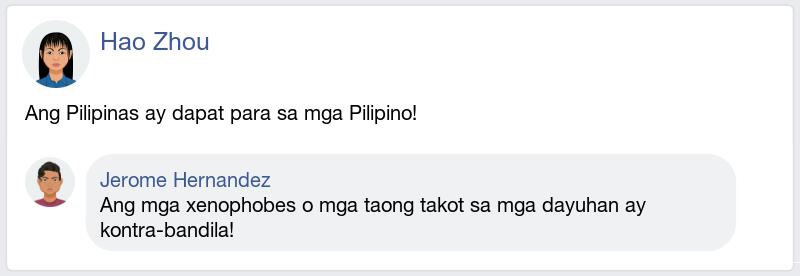 Hao Zhou
Ang Pilipinas ay dapat para sa mga Pilipino!
Jerome Hernandez
Ang mga xenophobes o mga taong takot sa mga dayuhan ay
kontra-bandila!